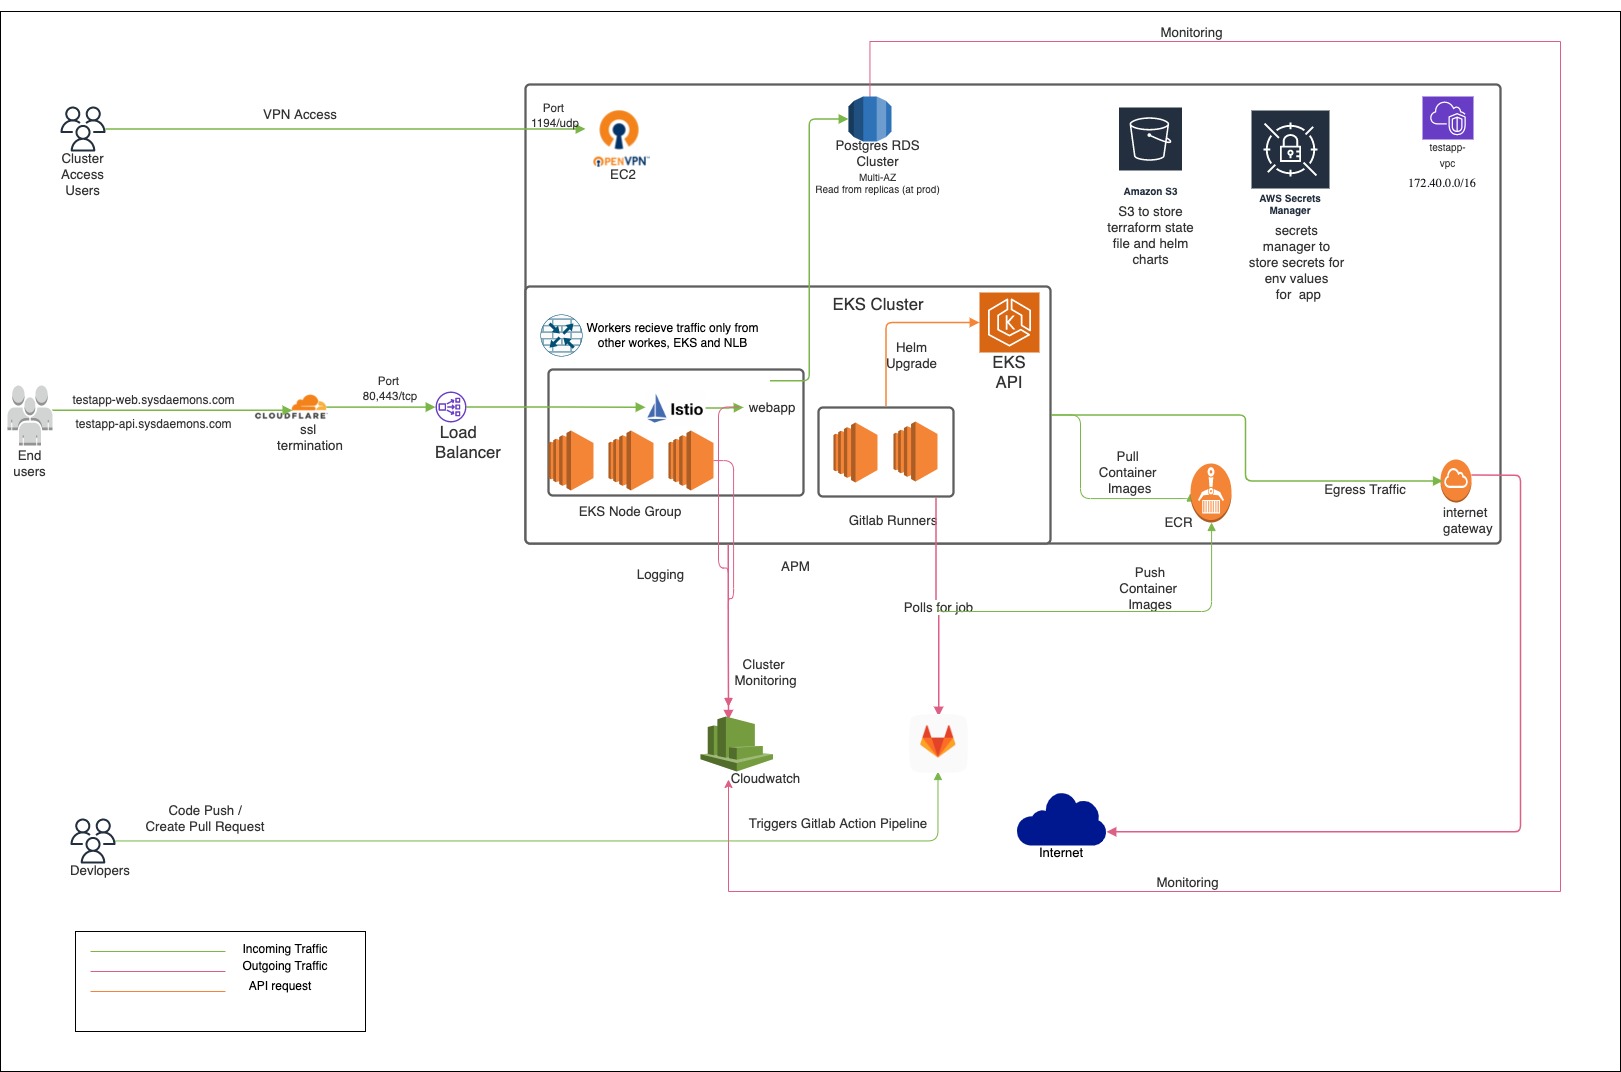 Monitoring
VPN Access
Cluster
Access
Users
Port
1194/udp
OPENVPN™
EC2
Postgres RDS
Cluster
Multi-AZ
Read from replicas (at prod)
Amazon S3
S3 to store
terraform state
file and helm
charts
AWS Secrets
Manager
secrets
manager to
store secrets for
env values
for app
testapp-
vpc
172.40.0.0/16
EKS Cluster
Workers recieve traffic only from
other workes, EKS and NLB
Helm
Upgrade
EKS
API
testapp-web.sysdaemons.com
testapp-api.sysdaemons.com
End
users
CLOUDFLARE
ssl
termination
Port
80,443/tcp
Load
Balancer
Istio
webapp
EKS Node Group
Gitlab Runners
Pull
Container
Images
ECR
Egress Traffic
internet
gateway
Logging
APM
Polls for job
Push
Container
Images
Cluster
Monitoring
Cloudwatch
Code Push /
Create Pull Request
Devlopers
Triggers Gitlab Action Pipeline
Internet
Monitoring
Incoming Traffic
Outgoing Traffic
API request